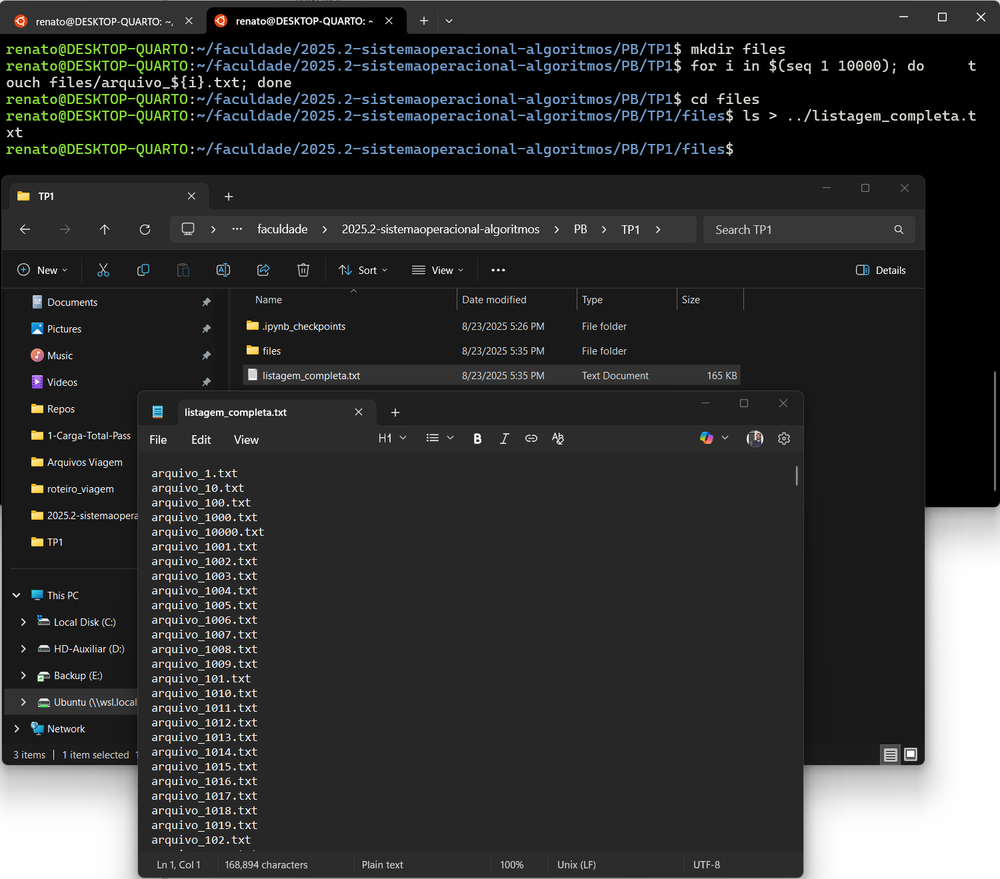 renato@DESKTOP-QUARTO: ~,
renato@DESKTOP-QUARTO: ~
renato@DESKTOP-QUARTO:~/faculdade/2025.2-sistemaoperacional-algoritmos/PB/TP1$ mkdir files
renato@DESKTOP-QUARTO:~/faculdade/2025.2-sistemaoperacional-algoritmos/PB/TP1$ for i in $(seq 1 10000); do     t
ouch files/arquivo_${i}.txt; done
renato@DESKTOP-QUARTO:~/faculdade/2025.2-sistemaoperacional-algoritmos/PB/TP1$ cd files
renato@DESKTOP-QUARTO:~/faculdade/2025.2-sistemaoperacional-algoritmos/PB/TP1/files$ ls > ../listagem_completa.t
xt
renato@DESKTOP-QUARTO:~/faculdade/2025.2-sistemaoperacional-algoritmos/PB/TP1/files$
TP1
faculdade > 2025.2-sistemaoperacional-algoritmos > PB > TP1 >
Search TP1
New
Sort
View
Details
Documents
Pictures
Music
Videos
Repos
1-Carga-Total-Pass
Arquivos Viagem
roteiro_viagem
2025.2-sistemaopera
TP1
This PC
Local Disk (C:)
HD-Auxiliar (D:)
Backup (E:)
Ubuntu (\\wsl.local
Network
3 items | 1 item selected 1
Name Date modified Type Size
.ipynb_checkpoints 8/23/2025 5:26 PM File folder
files 8/23/2025 5:35 PM File folder
listagem_completa.txt 8/23/2025 5:35 PM Text Document 165 KB
listagem_completa.txt
File Edit View H1 B I
arquivo_1.txt
arquivo_10.txt
arquivo_100.txt
arquivo_1000.txt
arquivo_10000.txt
arquivo_1001.txt
arquivo_1002.txt
arquivo_1003.txt
arquivo_1004.txt
arquivo_1005.txt
arquivo_1006.txt
arquivo_1007.txt
arquivo_1008.txt
arquivo_1009.txt
arquivo_101.txt
arquivo_1010.txt
arquivo_1011.txt
arquivo_1012.txt
arquivo_1013.txt
arquivo_1014.txt
arquivo_1015.txt
arquivo_1016.txt
arquivo_1017.txt
arquivo_1018.txt
arquivo_1019.txt
arquivo_102.txt
Ln 1, Col 1 168,894 characters Plain text 100% Unix (LF) UTF-8